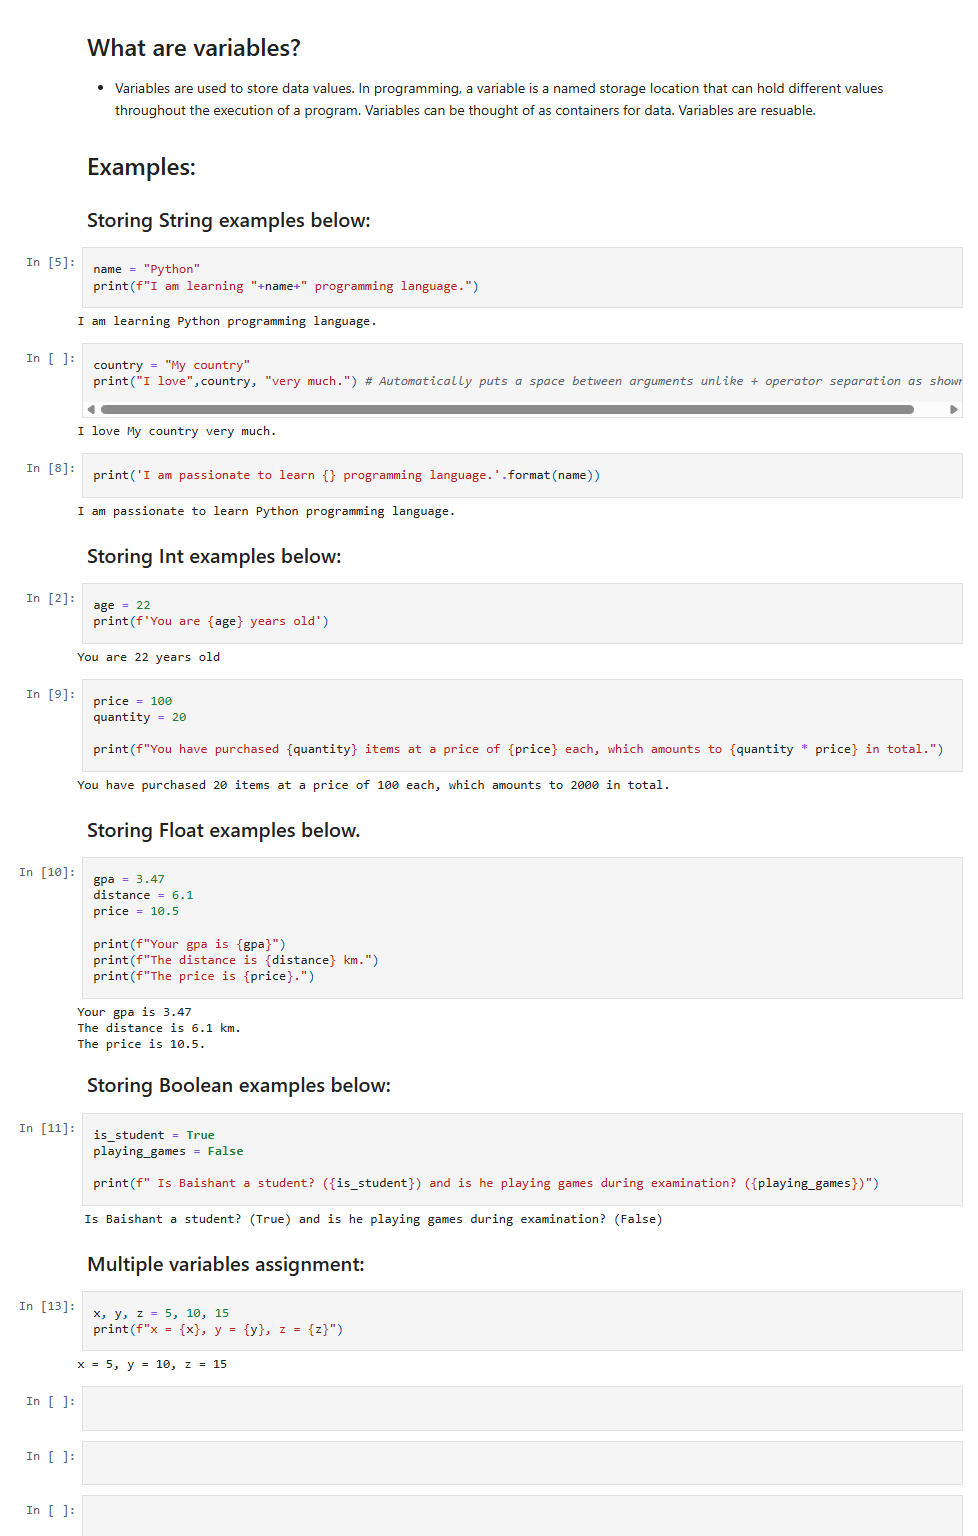 What are variables?
• Variables are used to store data values. In programming, a variable is a named storage location that can hold different values
throughout the execution of a program. Variables can be thought of as containers for data. Variables are resuable.
Examples:
Storing String examples below:
In [5]:
name = "Python"
print(f"I am learning "+name+" programming language.")
I am learning Python programming language.
In [ ]:
country = "My country"
print("I love",country, "very much.") # Automatically puts a space between arguments unlike + operator separation as shown
I love My country very much.
In [8]:
print('I am passionate to learn {} programming language.'.format(name))
I am passionate to learn Python programming language.
Storing Int examples below:
In [2]:
age = 22
print(f'You are {age} years old')
You are 22 years old
In [9]:
price = 100
quantity = 20
print(f"You have purchased {quantity} items at a price of {price} each, which amounts to {quantity * price} in total.")
You have purchased 20 items at a price of 100 each, which amounts to 2000 in total.
Storing Float examples below.
In [10]:
gpa = 3.47
distance = 6.1
price = 10.5
print(f"Your gpa is {gpa}")
print(f"The distance is {distance} km.")
print(f"The price is {price}.")
Your gpa is 3.47
The distance is 6.1 km.
The price is 10.5.
Storing Boolean examples below:
In [11]:
is_student = True
playing_games = False
print(f" Is Baishant a student? ({is_student}) and is he playing games during examination? ({playing_games})")
Is Baishant a student? (True) and is he playing games during examination? (False)
Multiple variables assignment:
In [13]:
x, y, z = 5, 10, 15
print(f"x = {x}, y = {y}, z = {z}")
x = 5, y = 10, z = 15
In [ ]:
In [ ]:
In [ ]: